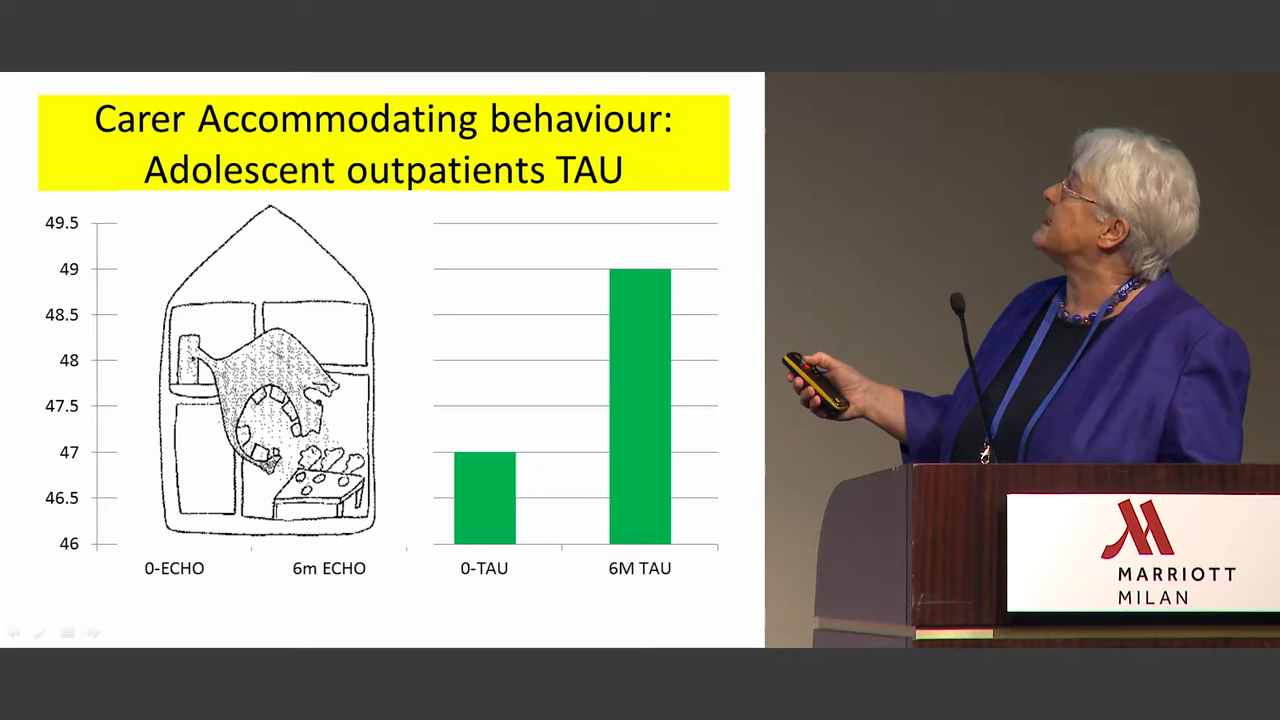 Carer Accommodating behaviour:
Adolescent outpatients TAU
49.5
49
48.5
48
47.5
47
46.5
46
0-ECHO
6m ECHO
0-TAU
6M TAU
MARRIOTT
MILAN